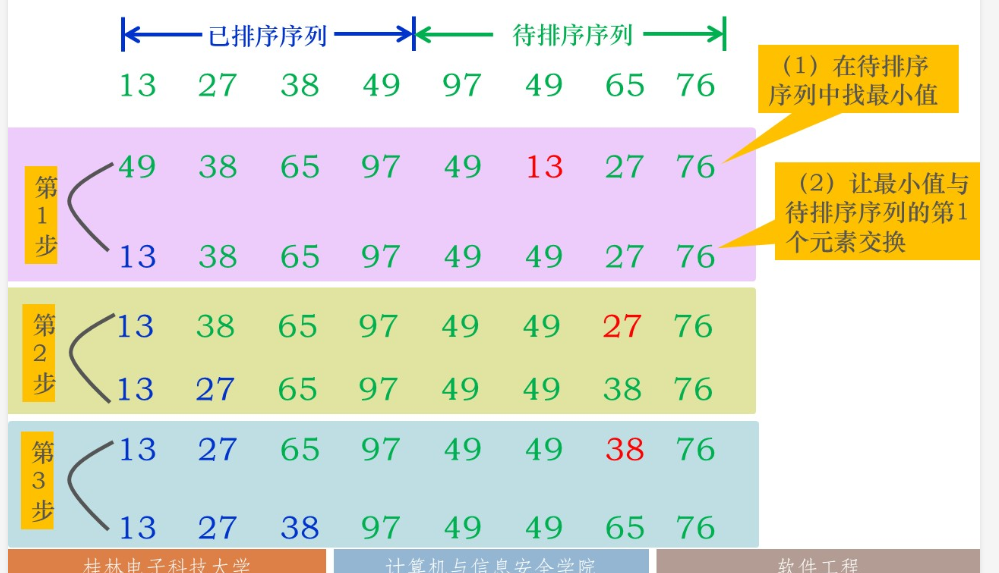 已排序序列 待排序序列
13 27 38 49 97 49 65 76
(1)在待排序
序列中找最小值
第1步
49 38 65 97 49 13 27 76
13 38 65 97 49 49 27 76
(2)让最小值与
待排序序列的第1
个元素交换
第2步
13 38 65 97 49 49 27 76
13 27 65 97 49 49 38 76
第3步
13 27 65 97 49 49 38 76
13 27 38 97 49 49 65 76
桂林电子科技大学 计算机与信息安全学院 软件工程